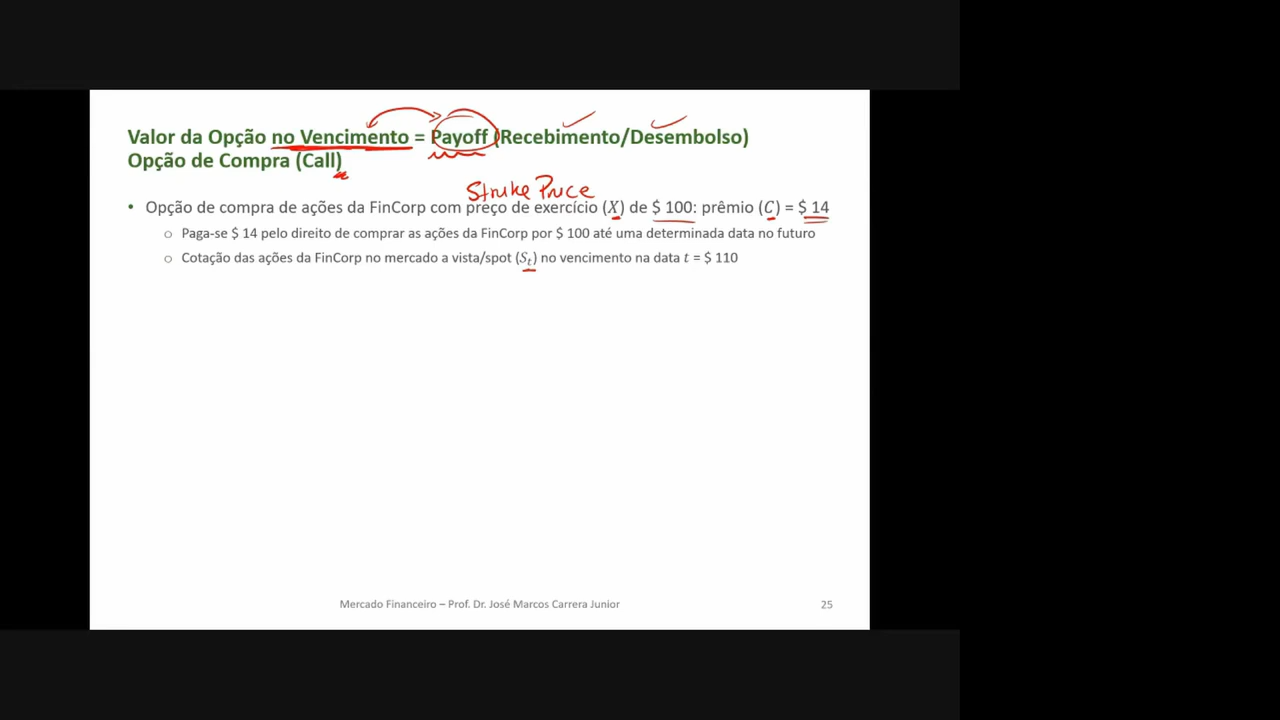 Valor da Opção no Vencimento = Payoff (Recebimento/Desembolso)
Opção de Compra (Call)
Strike Price
• Opção de compra de ações da FinCorp com preço de exercício (X) de $ 100: prêmio (C) = $ 14
○ Paga-se $ 14 pelo direito de comprar as ações da FinCorp por $ 100 até uma determinada data no futuro
○ Cotação das ações da FinCorp no mercado a vista/spot (Sₜ) no vencimento na data t = $ 110
Mercado Financeiro – Prof. Dr. José Marcos Carrera Junior 25